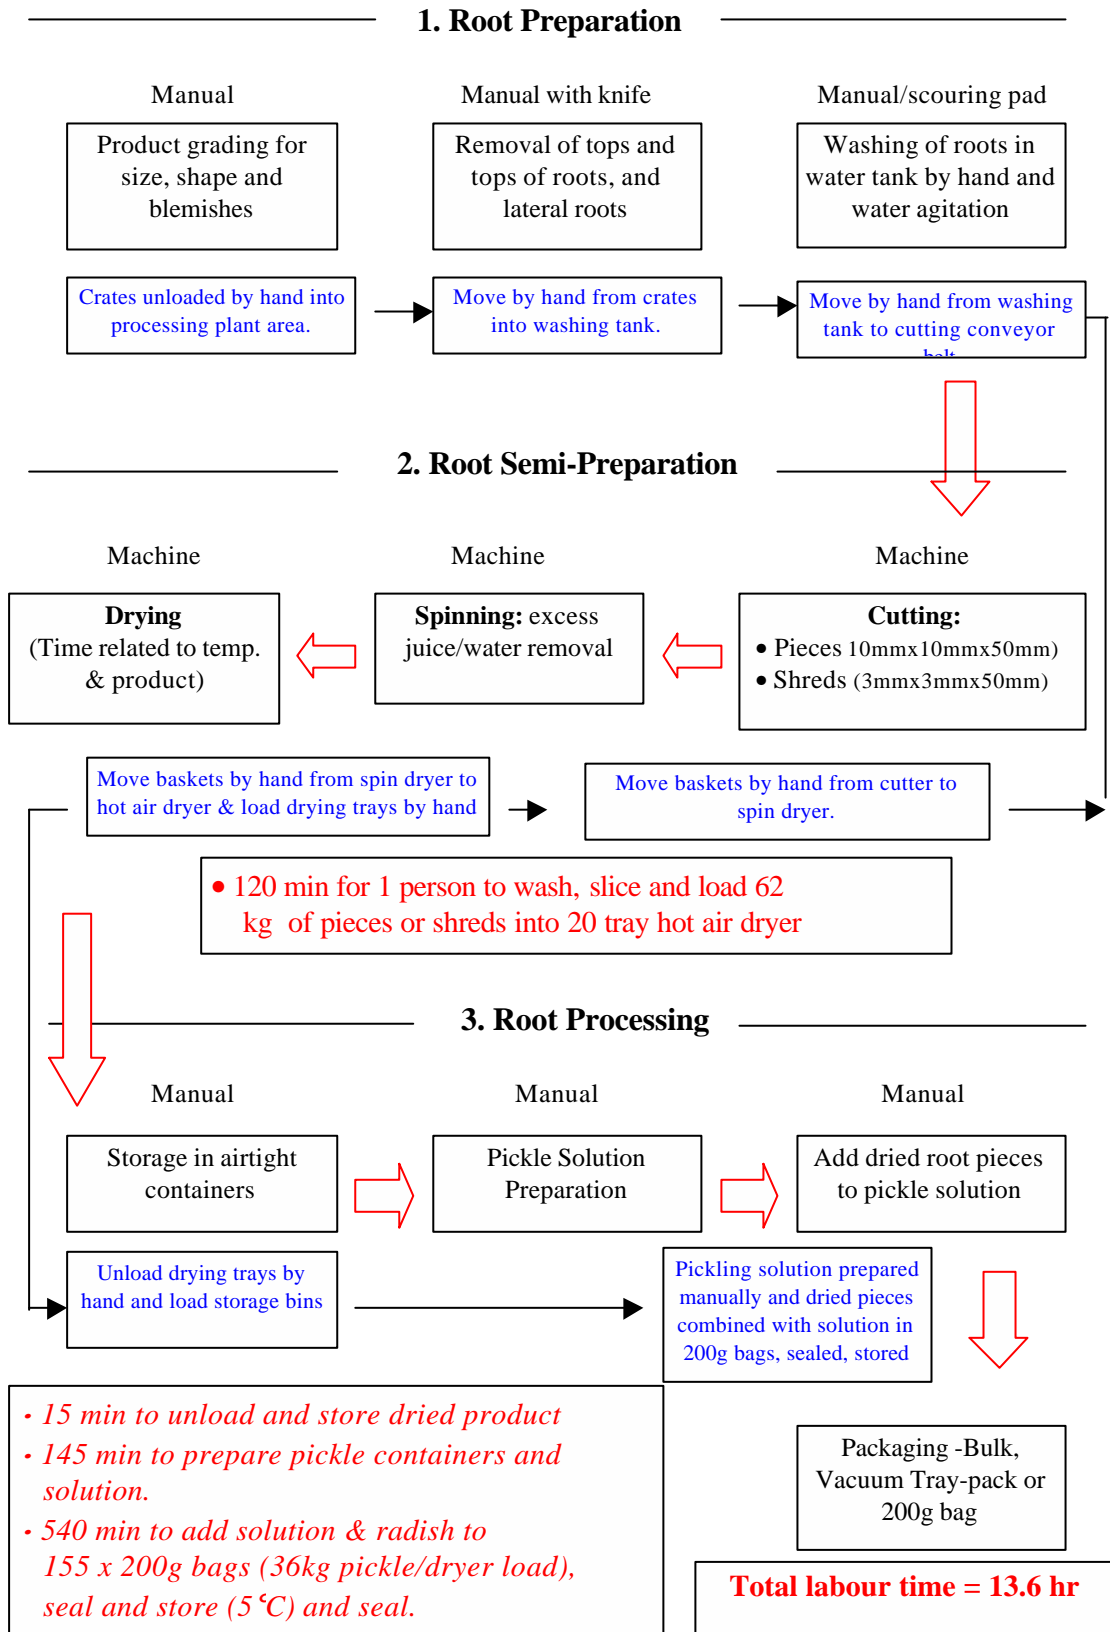 1. Root Preparation
Manual
Manual with knife
Manual/scouring pad
Product grading for
size, shape and
blemishes
Removal of tops and
tops of roots, and
lateral roots
Washing of roots in
water tank by hand and
water agitation
Crates unloaded by hand into
processing plant area.
Move by hand from crates
into washing tank.
Move by hand from washing
tank to cutting conveyor
belt
2. Root Semi-Preparation
Machine
Machine
Machine
Drying
(Time related to temp.
& product)
Spinning: excess
juice/water removal
Cutting:
• Pieces 10mmx10mmx50mm)
• Shreds (3mmx3mmx50mm)
Move baskets by hand from spin dryer to
hot air dryer & load drying trays by hand
Move baskets by hand from cutter to
spin dryer.
• 120 min for 1 person to wash, slice and load 62
kg of pieces or shreds into 20 tray hot air dryer
3. Root Processing
Manual
Manual
Manual
Storage in airtight
containers
Pickle Solution
Preparation
Add dried root pieces
to pickle solution
Unload drying trays by
hand and load storage bins
Pickling solution prepared
manually and dried pieces
combined with solution in
200g bags, sealed, stored
• 15 min to unload and store dried product
• 145 min to prepare pickle containers and
solution.
• 540 min to add solution & radish to
155 x 200g bags (36kg pickle/dryer load),
seal and store (5 °C) and seal.
Packaging -Bulk,
Vacuum Tray-pack or
200g bag
Total labour time = 13.6 hr